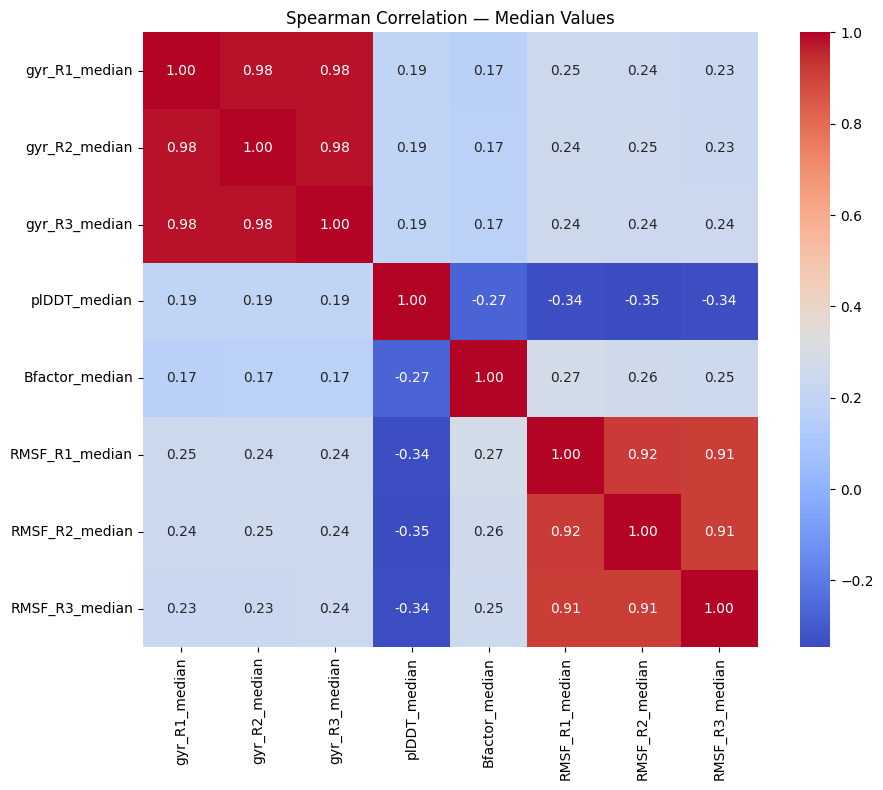 Spearman Correlation — Median Values
gyr_R1_median 1.00 0.98 0.98 0.19 0.17 0.25 0.24 0.23
gyr_R2_median 0.98 1.00 0.98 0.19 0.17 0.24 0.25 0.23
gyr_R3_median 0.98 0.98 1.00 0.19 0.17 0.24 0.24 0.24
plDDT_median 0.19 0.19 0.19 1.00 -0.27 -0.34 -0.35 -0.34
Bfactor_median 0.17 0.17 0.17 -0.27 1.00 0.27 0.26 0.25
RMSF_R1_median 0.25 0.24 0.24 -0.34 0.27 1.00 0.92 0.91
RMSF_R2_median 0.24 0.25 0.24 -0.35 0.26 0.92 1.00 0.91
RMSF_R3_median 0.23 0.23 0.24 -0.34 0.25 0.91 0.91 1.00
gyr_R1_median
gyr_R2_median
gyr_R3_median
plDDT_median
Bfactor_median
RMSF_R1_median
RMSF_R2_median
RMSF_R3_median
1.0
0.8
0.6
0.4
0.2
0.0
−0.2